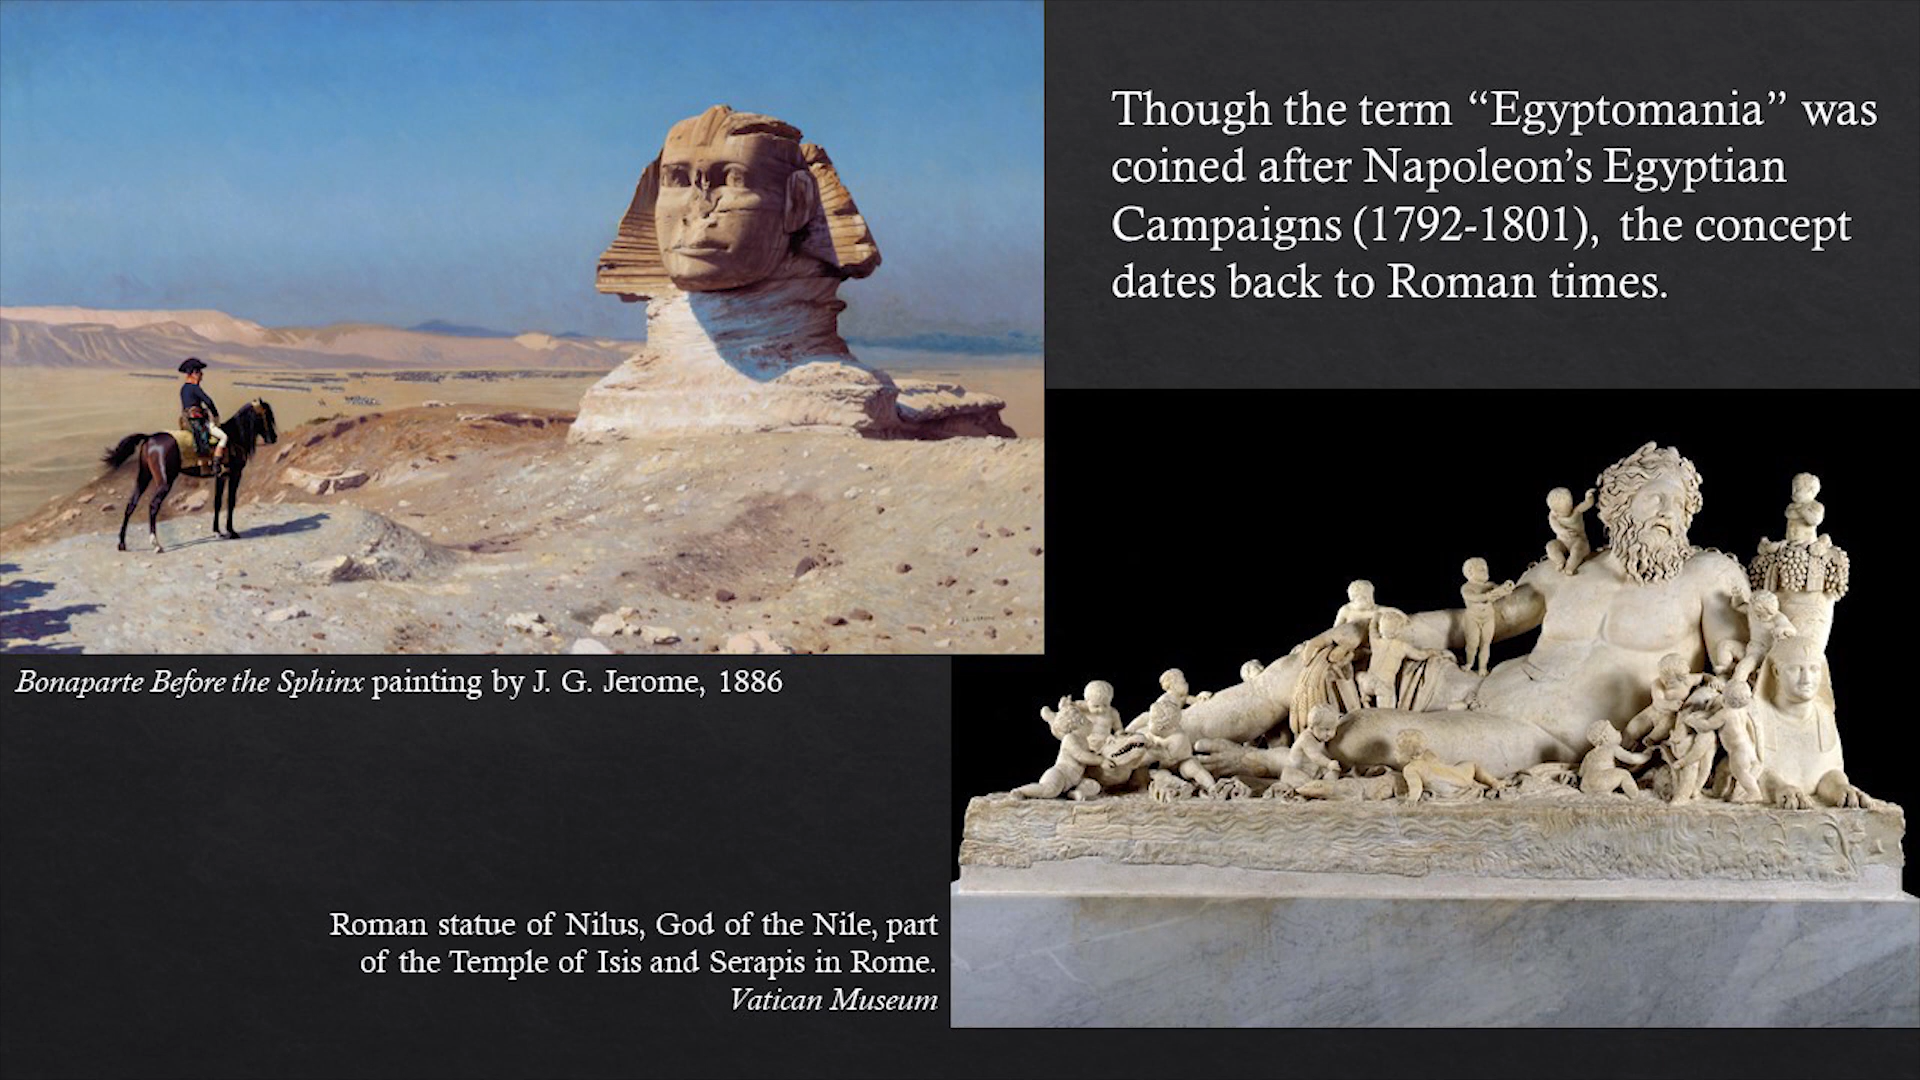 Though the term “Egyptomania” was
coined after Napoleon’s Egyptian
Campaigns (1792-1801), the concept
dates back to Roman times.
Bonaparte Before the Sphinx painting by J. G. Jerome, 1886
Roman statue of Nilus, God of the Nile, part
of the Temple of Isis and Serapis in Rome.
Vatican Museum